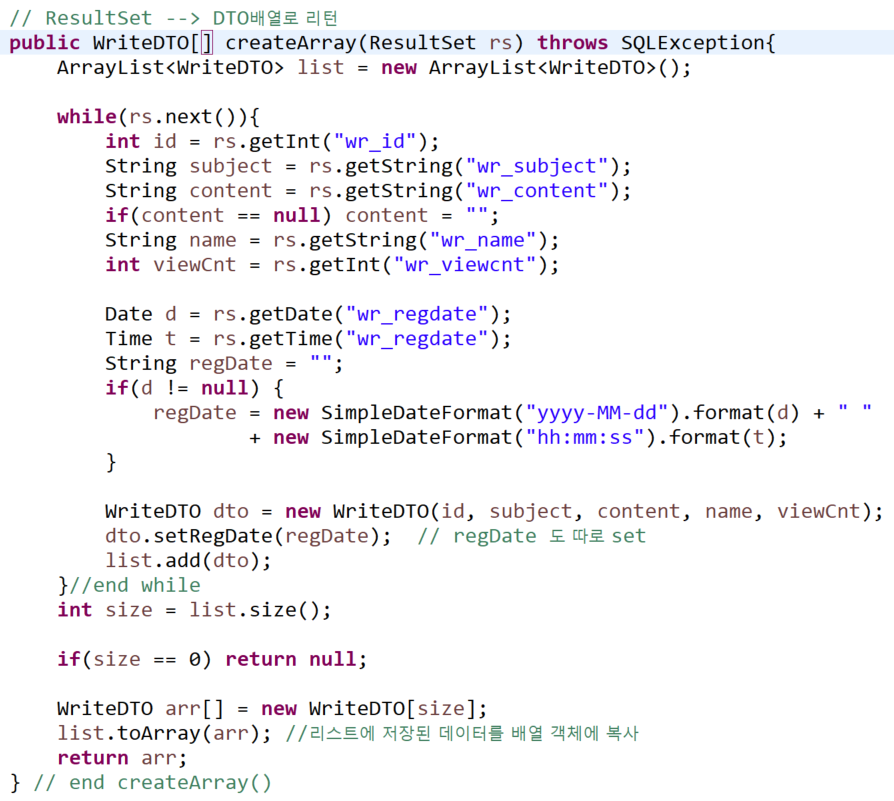 // ResultSet --> DTO배열로 리턴
public WriteDTO[] createArray(ResultSet rs) throws SQLException{
    ArrayList<WriteDTO> list = new ArrayList<WriteDTO>();

    while(rs.next()){
        int id = rs.getInt("wr_id");
        String subject = rs.getString("wr_subject");
        String content = rs.getString("wr_content");
        if(content == null) content = "";
        String name = rs.getString("wr_name");
        int viewCnt = rs.getInt("wr_viewcnt");

        Date d = rs.getDate("wr_regdate");
        Time t = rs.getTime("wr_regdate");
        String regDate = "";
        if(d != null) {
            regDate = new SimpleDateFormat("yyyy-MM-dd").format(d) + " "
                    + new SimpleDateFormat("hh:mm:ss").format(t);
        }

        WriteDTO dto = new WriteDTO(id, subject, content, name, viewCnt);
        dto.setRegDate(regDate);  // regDate 도 따로 set
        list.add(dto);
    }//end while
    int size = list.size();

    if(size == 0) return null;

    WriteDTO arr[] = new WriteDTO[size];
    list.toArray(arr); //리스트에 저장된 데이터를 배열 객체에 복사
    return arr;
} // end createArray()